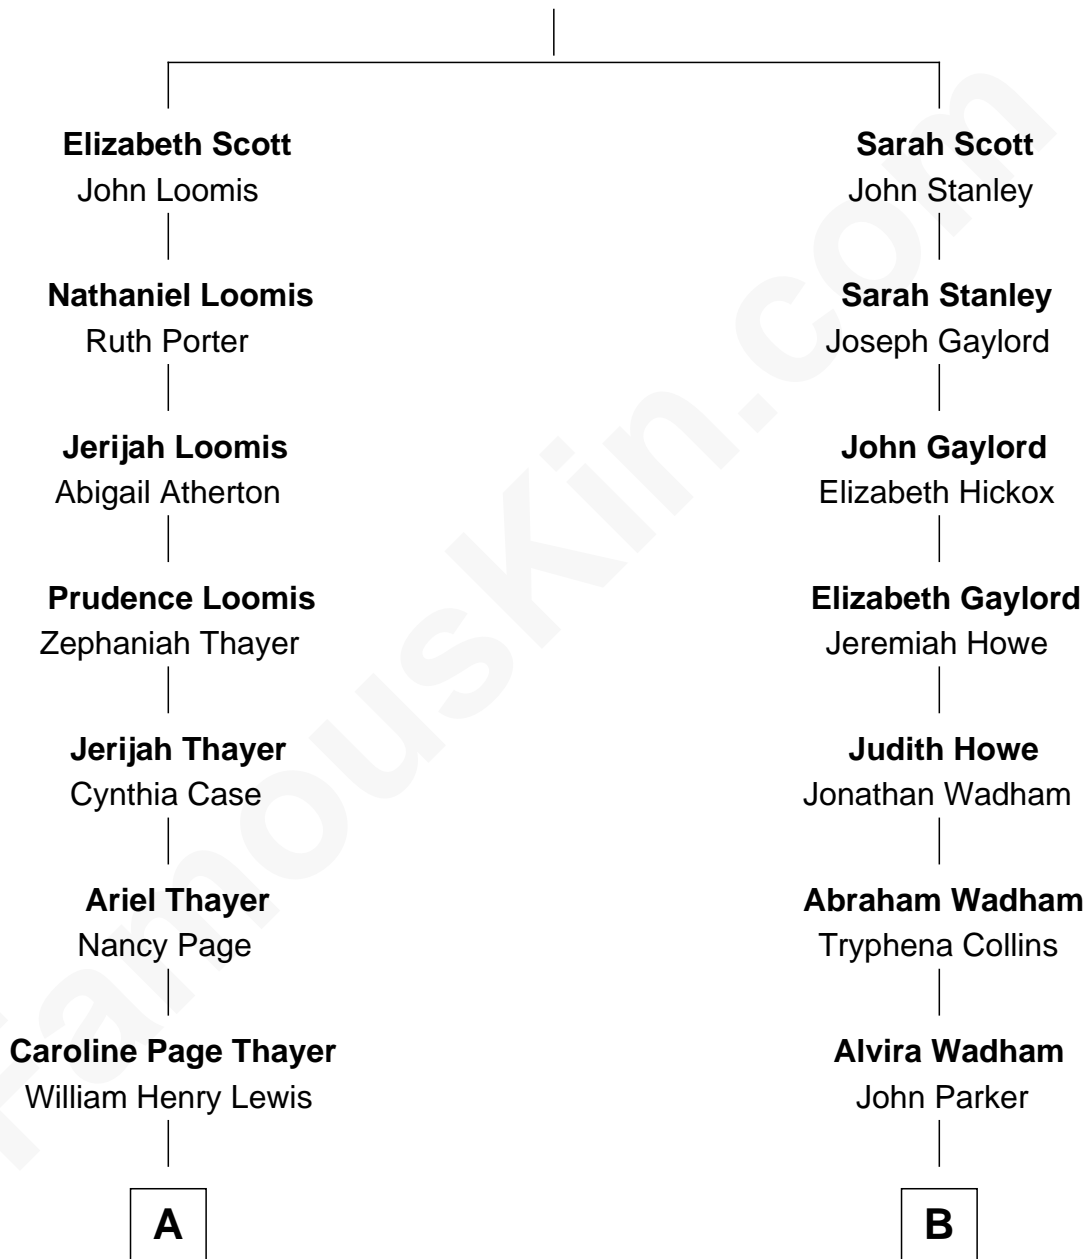 Elizabeth Scott
John Loomis
Nathaniel Loomis
Ruth Porter
Jerijah Loomis
Abigail Atherton
Prudence Loomis
Zephaniah Thayer
Jerijah Thayer
Cynthia Case
Ariel Thayer
Nancy Page
Caroline Page Thayer
William Henry Lewis
A
Sarah Scott
John Stanley
Sarah Stanley
Joseph Gaylord
John Gaylord
Elizabeth Hickox
Elizabeth Gaylord
Jeremiah Howe
Judith Howe
Jonathan Wadham
Abraham Wadham
Tryphena Collins
Alvira Wadham
John Parker
B
FamousKin.com